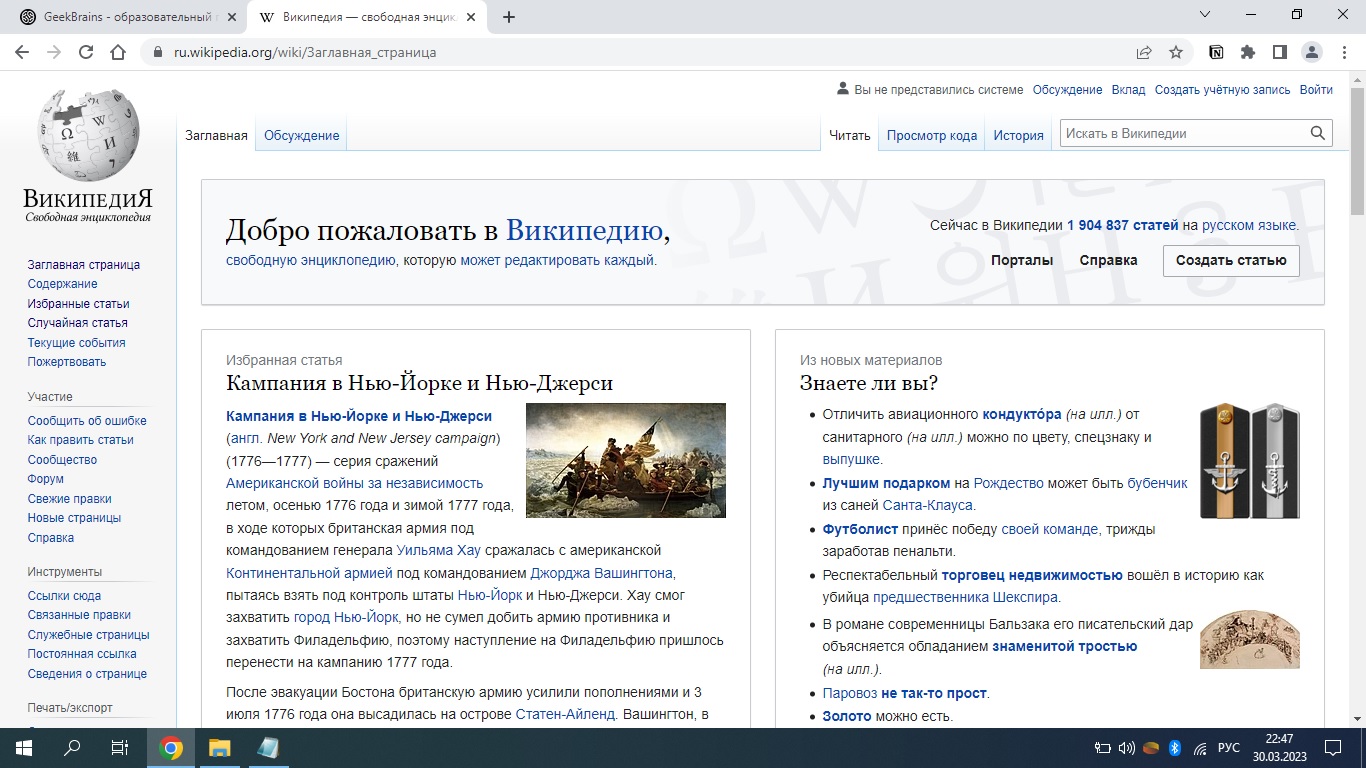 GeekBrains - образовательный
Википедия — свободная энцик
ru.wikipedia.org/wiki/Заглавная_страница
Вы не представились системе Обсуждение Вклад Создать учётную запись Войти
Заглавная Обсуждение Читать Просмотр кода История Искать в Википедии
ВикипедиЯ
Свободная энциклопедия
Заглавная страница
Содержание
Избранные статьи
Случайная статья
Текущие события
Пожертвовать
Участие
Сообщить об ошибке
Как править статьи
Сообщество
Форум
Свежие правки
Новые страницы
Справка
Инструменты
Ссылки сюда
Связанные правки
Служебные страницы
Постоянная ссылка
Сведения о странице
Печать/экспорт
Добро пожаловать в Википедию,
свободную энциклопедию, которую может редактировать каждый.
Сейчас в Википедии 1 904 837 статей на русском языке.
Порталы Справка Создать статью
Избранная статья
Кампания в Нью-Йорке и Нью-Джерси
Кампания в Нью-Йорке и Нью-Джерси
(англ. New York and New Jersey campaign)
(1776—1777) — серия сражений
Американской войны за независимость
летом, осенью 1776 года и зимой 1777 года,
в ходе которых британская армия под
командованием генерала Уильяма Хау сражалась с американской
Континентальной армией под командованием Джорджа Вашингтона,
пытаясь взять под контроль штаты Нью-Йорк и Нью-Джерси. Хау смог
захватить город Нью-Йорк, но не сумел добить армию противника и
захватить Филадельфию, поэтому наступление на Филадельфию пришлось
перенести на кампанию 1777 года.
После эвакуации Бостона британскую армию усилили пополнениями и 3
июля 1776 года она высадилась на острове Статен-Айленд. Вашингтон, в
Из новых материалов
Знаете ли вы?
Отличить авиационного кондукто́ра (на илл.) от
санитарного (на илл.) можно по цвету, спецзнаку и
выпушке.
Лучшим подарком на Рождество может быть бубенчик
из саней Санта-Клауса.
Футболист принёс победу своей команде, трижды
заработав пенальти.
Респектабельный торговец недвижимостью вошёл в историю как
убийца предшественника Шекспира.
В романе современницы Бальзака его писательский дар
объясняется обладанием знаменитой тростью
(на илл.).
Паровоз не так-то прост.
Золото можно есть.
РУС
22:47
30.03.2023